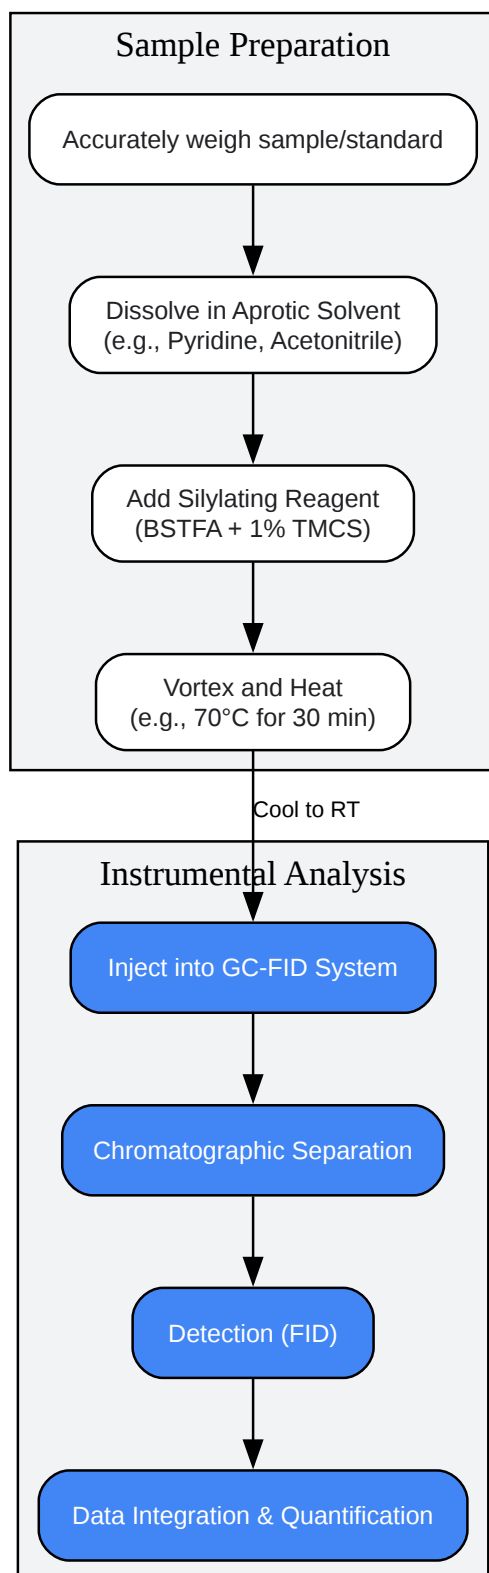 Sample Preparation
Accurately weigh sample/standard
Dissolve in Aprotic Solvent
(e.g., Pyridine, Acetonitrile)
Add Silylating Reagent
(BSTFA + 1% TMCS)
Vortex and Heat
(e.g., 70°C for 30 min)
Cool to RT
Instrumental Analysis
Inject into GC-FID System
Chromatographic Separation
Detection (FID)
Data Integration & Quantification